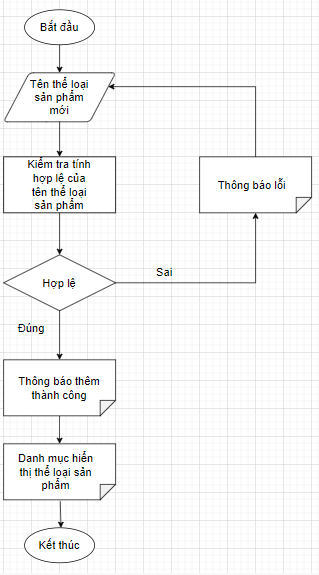 Bắt đầu
Tên thể loại
sản phẩm
mới
Kiểm tra tính
hợp lệ của
tên thể loại
sản phẩm
Thông báo lỗi
Hợp lệ
Sai
Đúng
Thông báo thêm
thành công
Danh mục hiển
thị thể loại sản
phẩm
Kết thúc